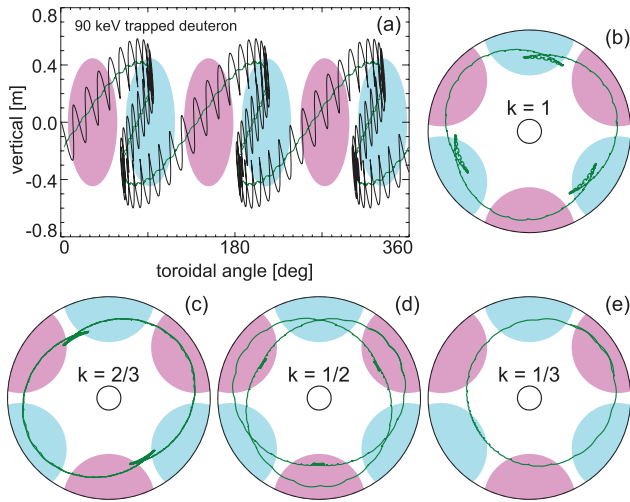 90 keV trapped deuteron (a)
0.8
0.4
0.0
-0.4
-0.8
vertical [m]
0 180 360
toroidal angle [deg]
(b)
k = 1
(c)
k = 2/3
(d)
k = 1/2
(e)
k = 1/3